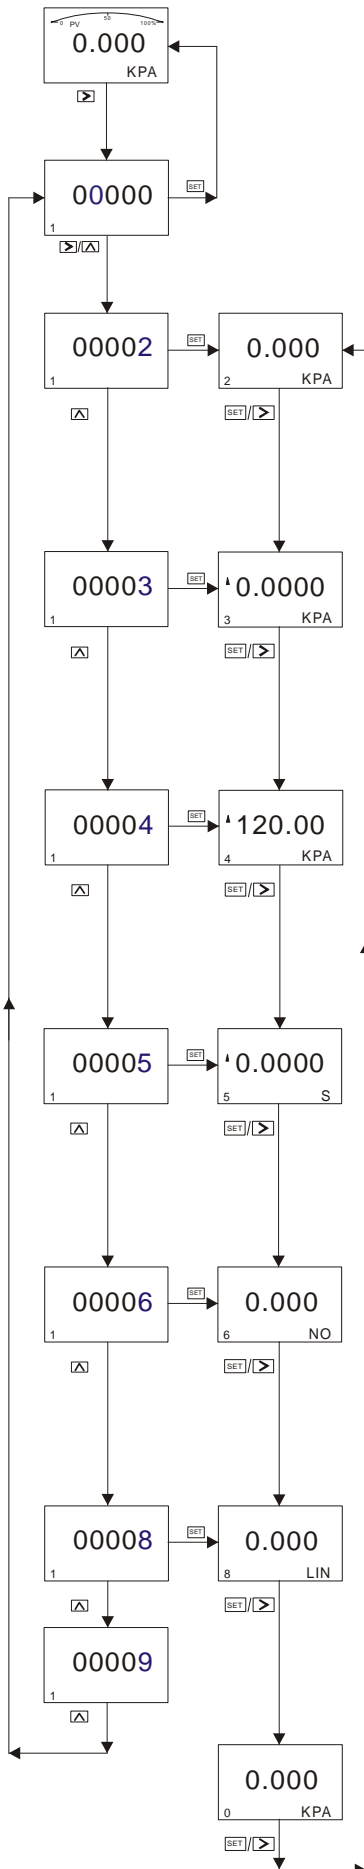 0 PV 50 100%
0.000
KPA
>
00000
1
SET
>/∧
00002
1
SET
0.000
2 KPA
∧
SET/>
00003
1
SET
0.0000
3 KPA
∧
SET/>
00004
1
SET
120.00
4 KPA
∧
SET/>
00005
1
SET
0.0000
5 S
∧
SET/>
00006
1
SET
0.000
6 NO
∧
SET/>
00008
1
SET
0.000
8 LIN
∧
SET/>
00009
1
∧
0.000
0 KPA
SET/>